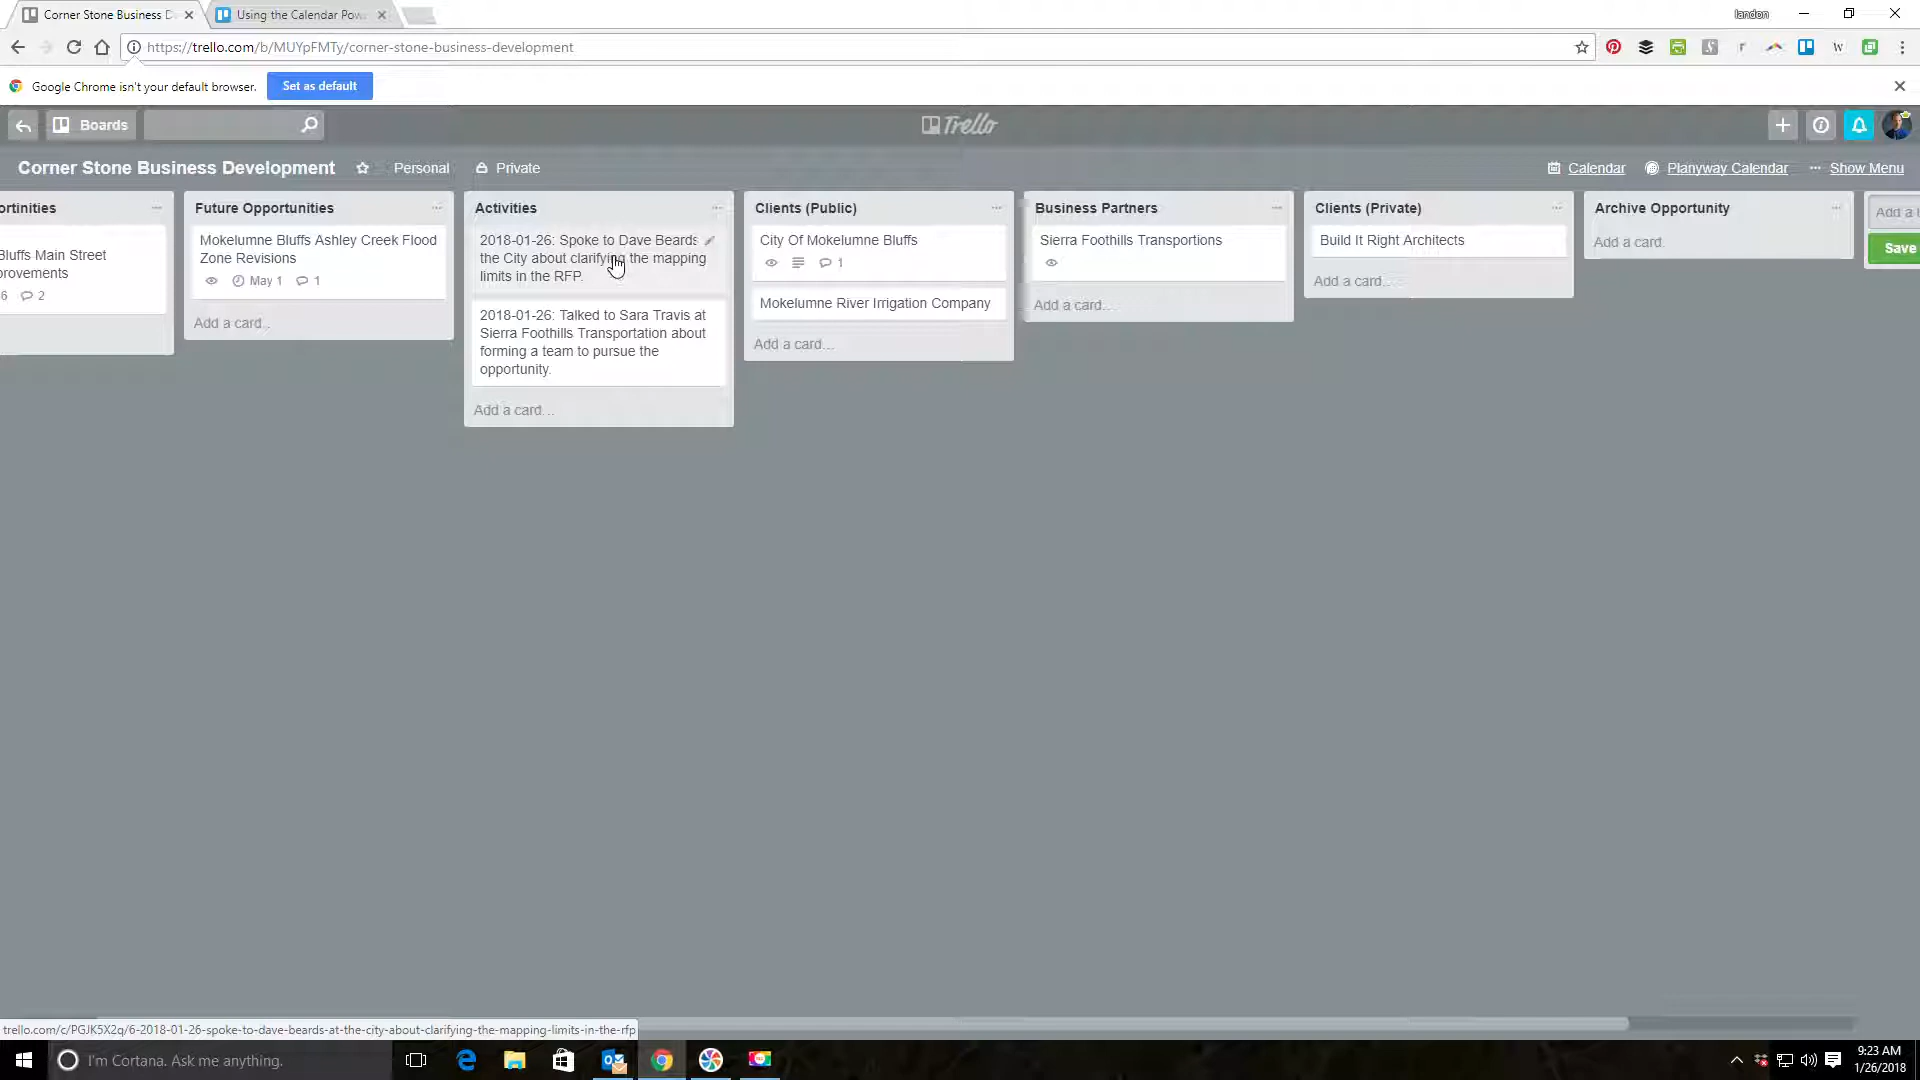 Corner Stone Business D
Using the Calendar Pow
landon
https://trello.com/b/MUYpFMTy/corner-stone-business-development
Google Chrome isn't your default browser.
Set as default
Boards
Trello
Corner Stone Business Development
Personal
Private
Calendar
Planyway Calendar
Show Menu
ortinities
Bluffs Main Street
provements
6
2
Future Opportunities
Mokelumne Bluffs Ashley Creek Flood
Zone Revisions
May 1
1
Add a card...
Activities
2018-01-26: Spoke to Dave Beards
the City about clarifying the mapping
limits in the RFP.
2018-01-26: Talked to Sara Travis at
Sierra Foothills Transportation about
forming a team to pursue the
opportunity.
Add a card...
Clients (Public)
City Of Mokelumne Bluffs
1
Mokelumne River Irrigation Company
Add a card...
Business Partners
Sierra Foothills Transportions
Add a card...
Clients (Private)
Build It Right Architects
Add a card...
Archive Opportunity
Add a card.
Add a l
Save
trello.com/c/PGJK5X2q/6-2018-01-26-spoke-to-dave-beards-at-the-city-about-clarifying-the-mapping-limits-in-the-rfp
I'm Cortana. Ask me anything.
9:23 AM
1/26/2018